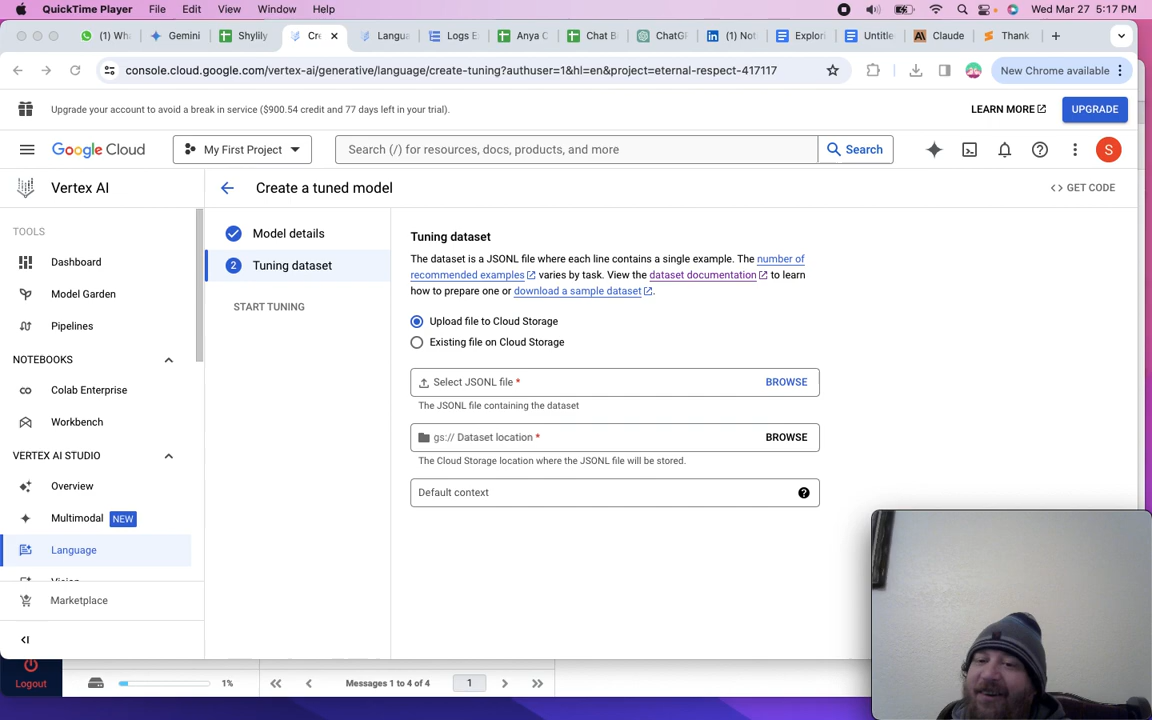 QuickTime Player File Edit View Window Help Wed Mar 27 5:17 PM
(1) Wha Gemini Shylily Cre Langua Logs E Anya C Chat B ChatGP (1) Not Explori Untitle Claude Thank
console.cloud.google.com/vertex-ai/generative/language/create-tuning?authuser=1&hl=en&project=eternal-respect-417117 New Chrome available
Upgrade your account to avoid a break in service ($900.54 credit and 77 days left in your trial). LEARN MORE UPGRADE
Google Cloud My First Project Search (/) for resources, docs, products, and more Search S
Vertex AI Create a tuned model <> GET CODE
TOOLS
Dashboard
Model Garden
Pipelines
NOTEBOOKS
Colab Enterprise
Workbench
VERTEX AI STUDIO
Overview
Multimodal NEW
Language
Vision
Marketplace
Model details
2 Tuning dataset
START TUNING
Tuning dataset
The dataset is a JSONL file where each line contains a single example. The number of
recommended examples varies by task. View the dataset documentation to learn
how to prepare one or download a sample dataset.
Upload file to Cloud Storage
Existing file on Cloud Storage
Select JSONL file * BROWSE
The JSONL file containing the dataset
gs:// Dataset location * BROWSE
The Cloud Storage location where the JSONL file will be stored.
Default context
Logout 1% Messages 1 to 4 of 4 1